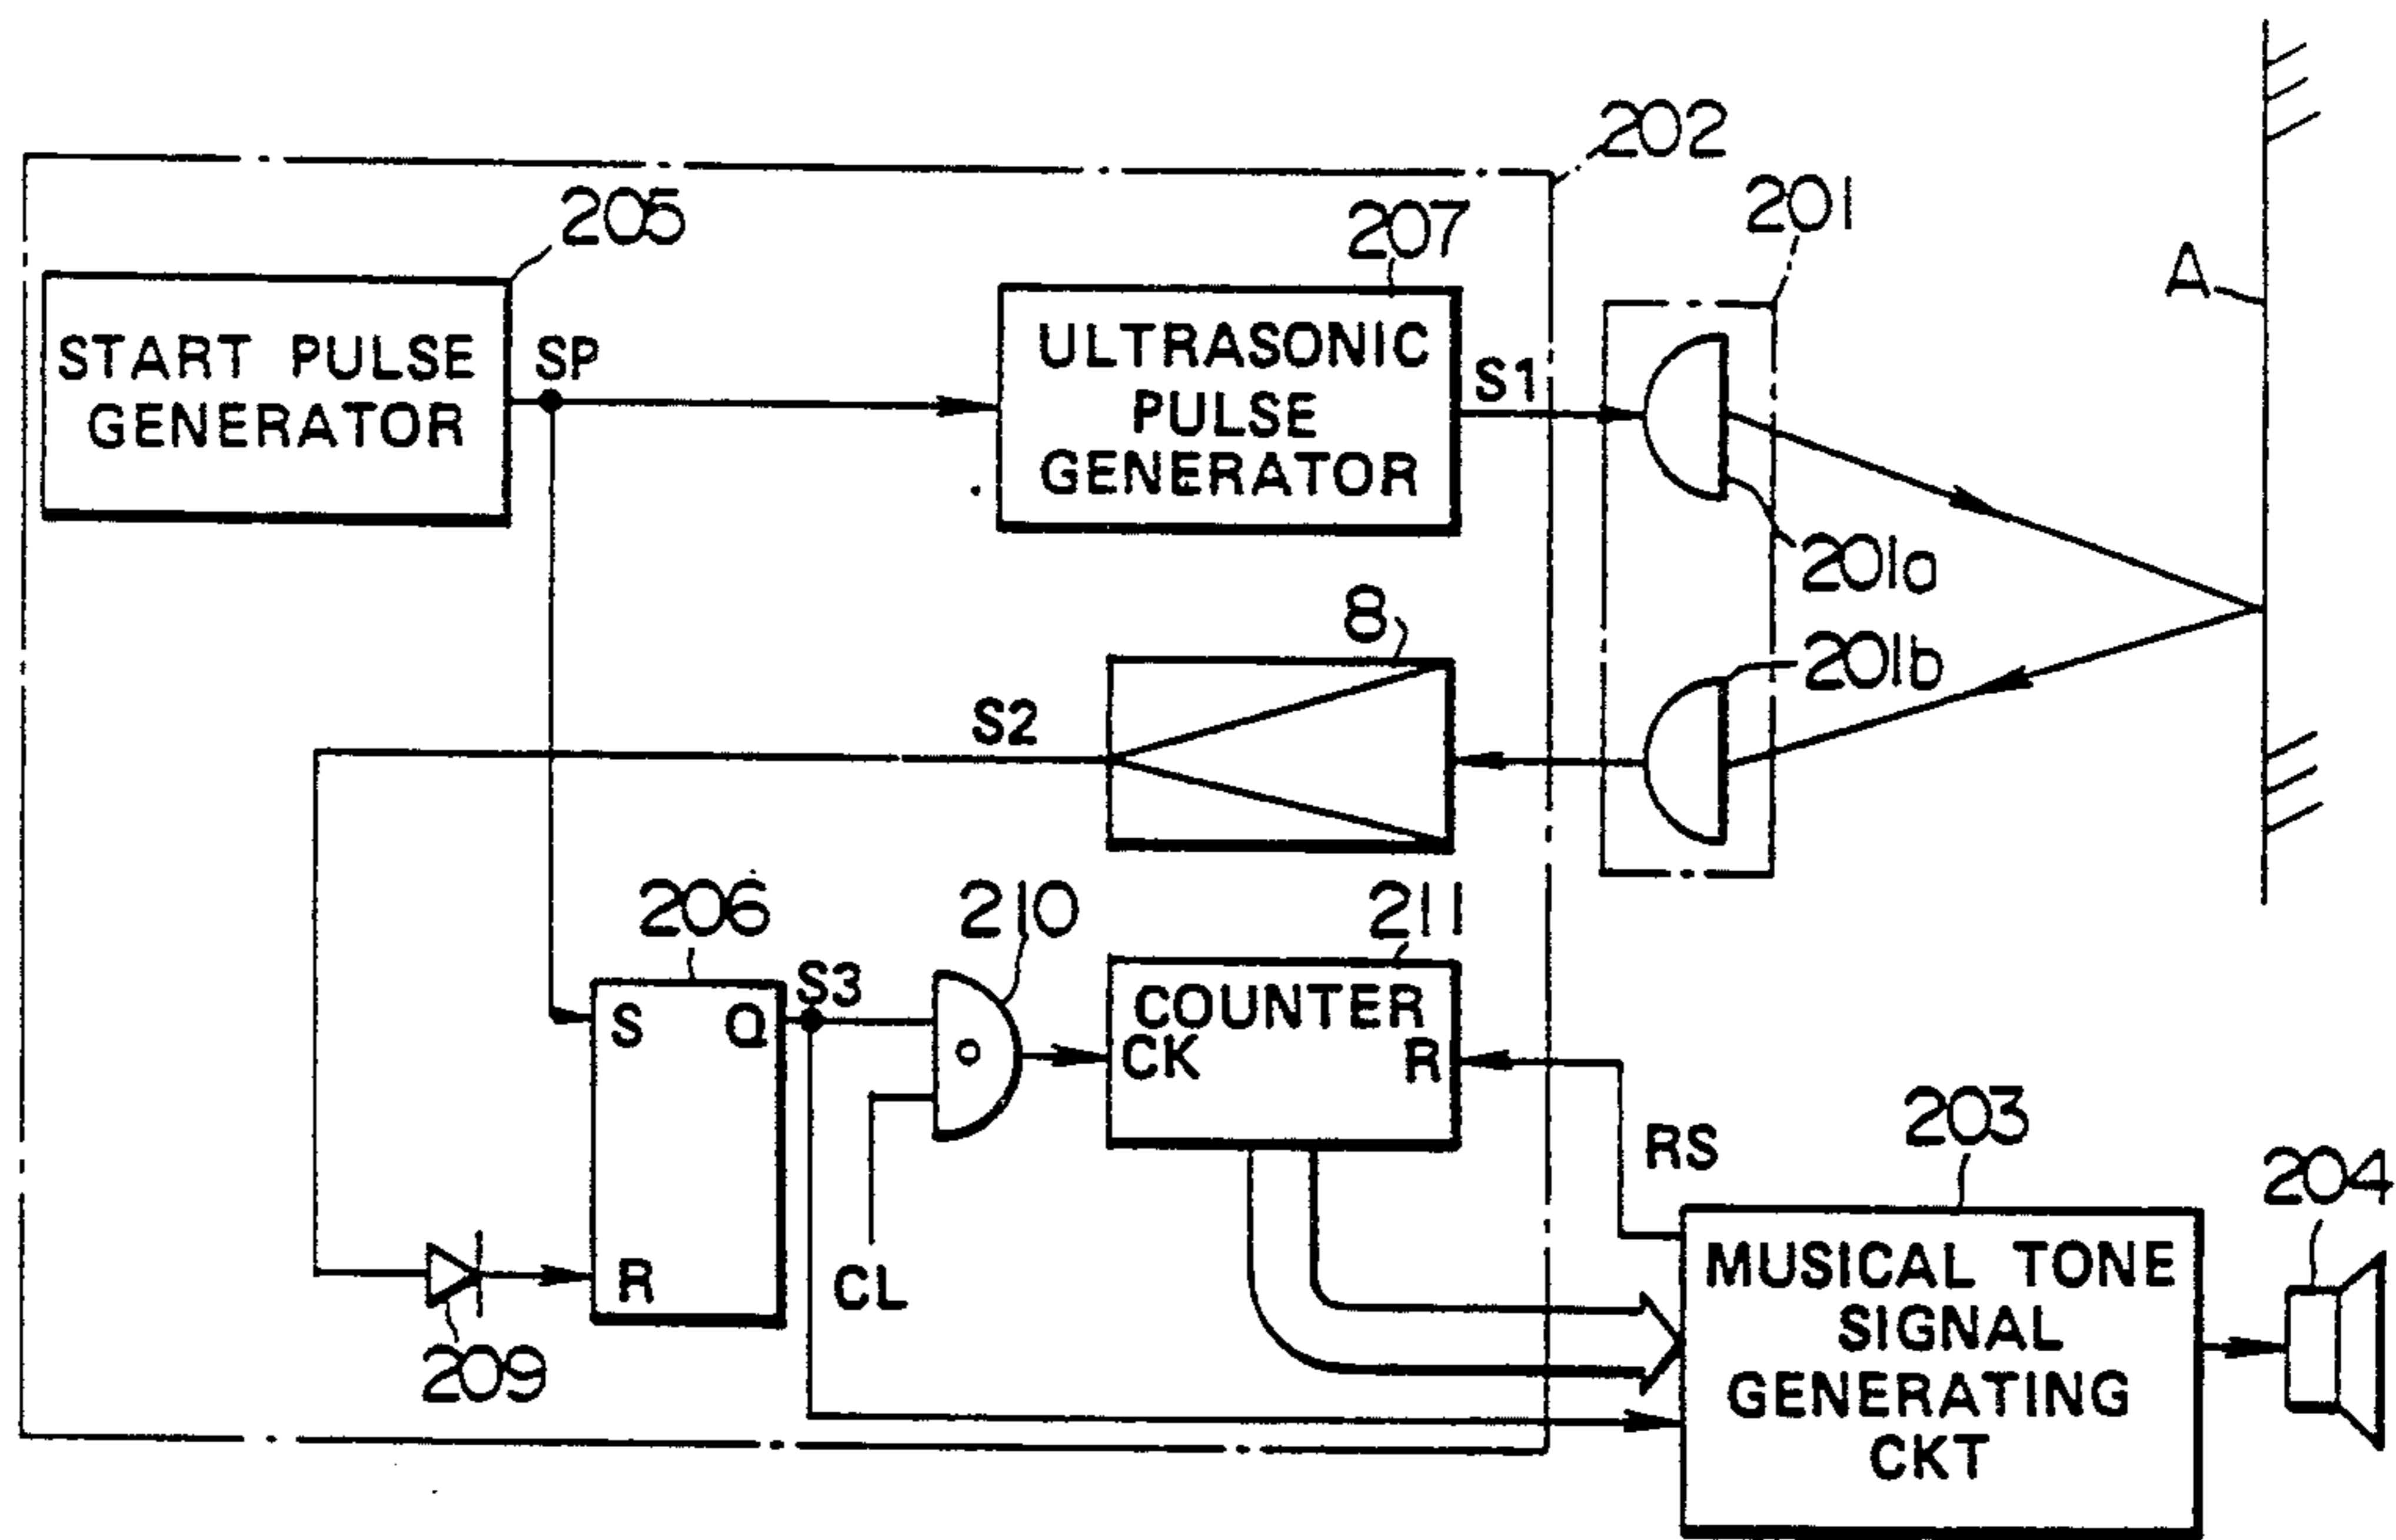 202
201
205
207
A
START PULSE
GENERATOR
SP
ULTRASONIC
PULSE
GENERATOR
S1
201a
8
201b
S2
206
210
211
S3
S
Q
COUNTER
CK
R
203
RS
204
R
CL
209
MUSICAL TONE
SIGNAL
GENERATING
CKT